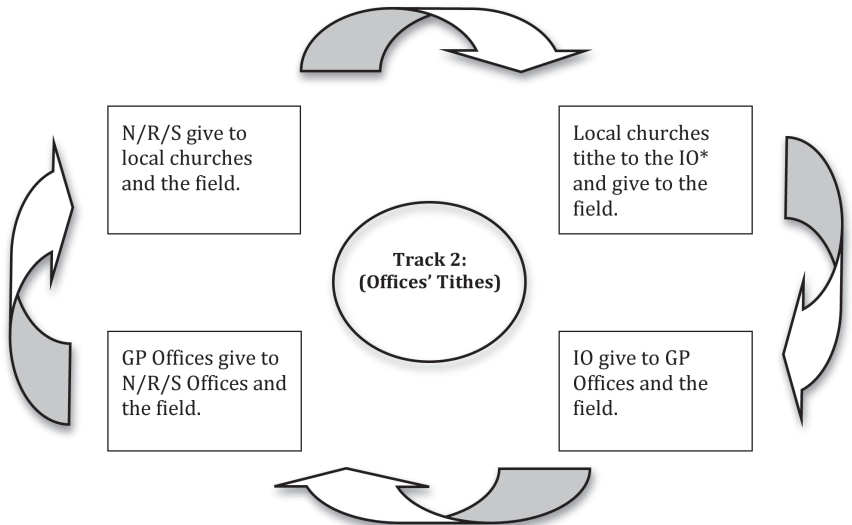 N/R/S give to
local churches
and the field.
Local churches
tithe to the IO*
and give to the
field.
Track 2:
(Offices' Tithes)
GP Offices give to
N/R/S Offices and
the field.
IO give to GP
Offices and the
field.